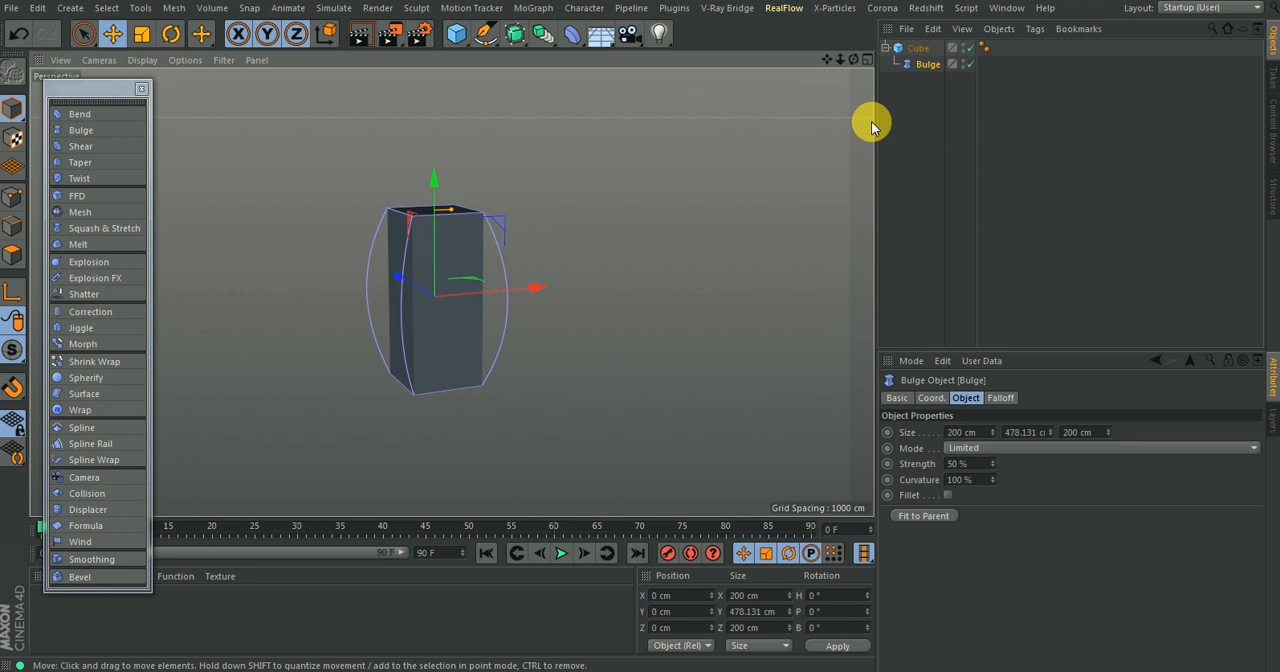 File Edit Create Select Tools Mesh Volume Snap Animate Simulate Render Sculpt Motion Tracker MoGraph Character Pipeline Plugins V-Ray Bridge RealFlow X-Particles Corona Redshift Script Window Help Layout: Startup (User)
X Y Z
File Edit View Objects Tags Bookmarks
View Cameras Display Options Filter Panel
Perspective
Cube
Bulge
Bend
Bulge
Shear
Taper
Twist
FFD
Mesh
Squash & Stretch
Melt
Explosion
Explosion FX
Shatter
Correction
Jiggle
Morph
Shrink Wrap
Spherify
Surface
Wrap
Spline
Spline Rail
Spline Wrap
Camera
Collision
Displacer
Formula
Wind
Smoothing
Bevel
Objects
Takes
Content Browser
Structure
Attributes
Layers
Mode Edit User Data
Bulge Object [Bulge]
Basic Coord. Object Falloff
Object Properties
Size 200 cm 478.131 c 200 cm
Mode Limited
Strength 50 %
Curvature 100 %
Fillet
Fit to Parent
Grid Spacing : 1000 cm
15 20 25 30 35 40 45 50 55 60 65 70 75 80 85 90 0 F
90 F 90 F
P
Function Texture
Position Size Rotation
X 0 cm X 200 cm H 0 °
Y 0 cm Y 478.131 cm P 0 °
Z 0 cm Z 200 cm B 0 °
Object (Rel) Size Apply
MAXON
CINEMA 4D
Move: Click and drag to move elements. Hold down SHIFT to quantize movement / add to the selection in point mode, CTRL to remove.